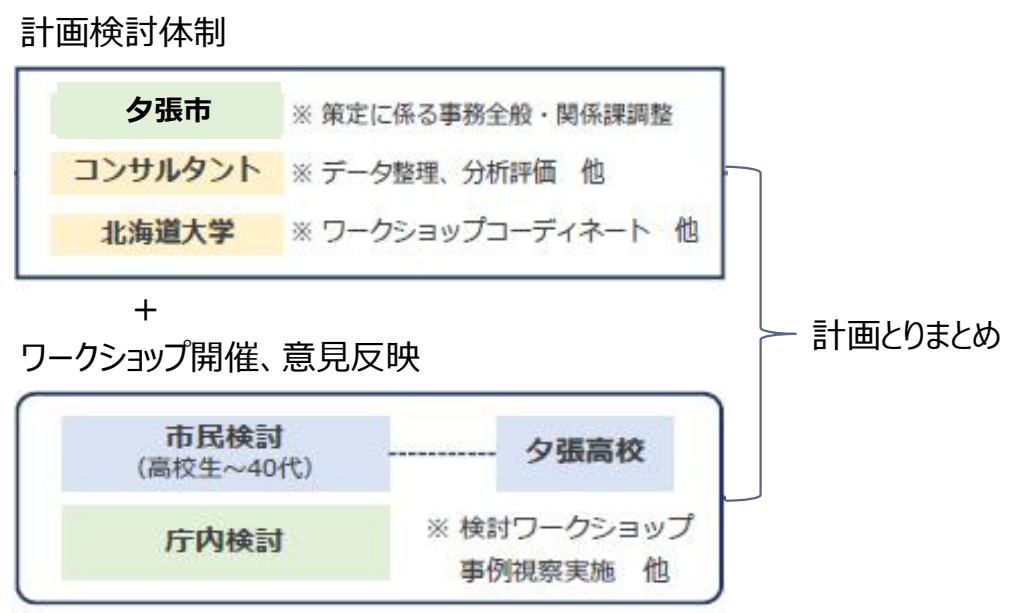 計画検討体制
夕張市 ※ 策定に係る事務全般・関係課調整
コンサルタント ※ データ整理、分析評価 他
北海道大学 ※ ワークショップコーディネート 他
+
ワークショップ開催、意見反映
計画とりまとめ
市民検討
(高校生~40代)
夕張高校
庁内検討
※ 検討ワークショップ
事例視察実施 他